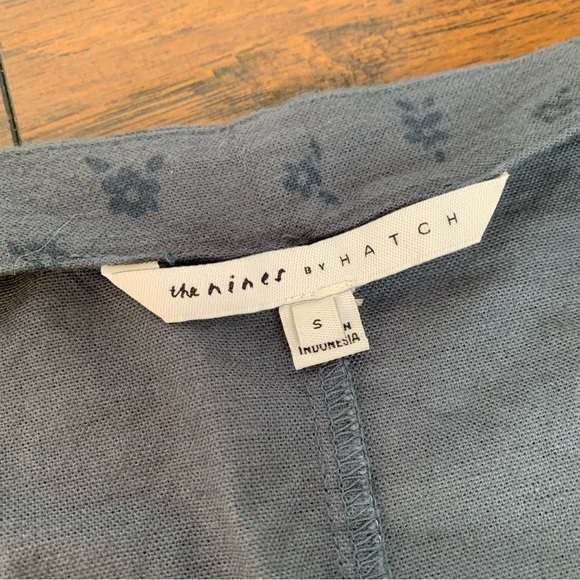 the nines BY HATCH
S
N
INDONESIA